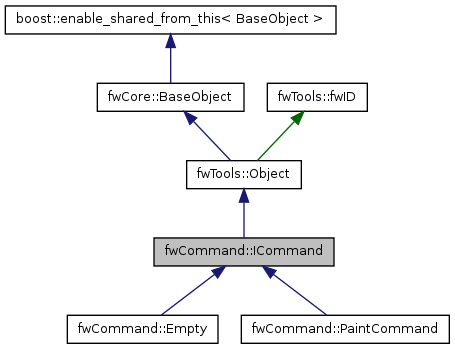 boost::enable_shared_from_this< BaseObject >
fwCore::BaseObject
fwTools::fwID
fwTools::Object
fwCommand::ICommand
fwCommand::Empty
fwCommand::PaintCommand